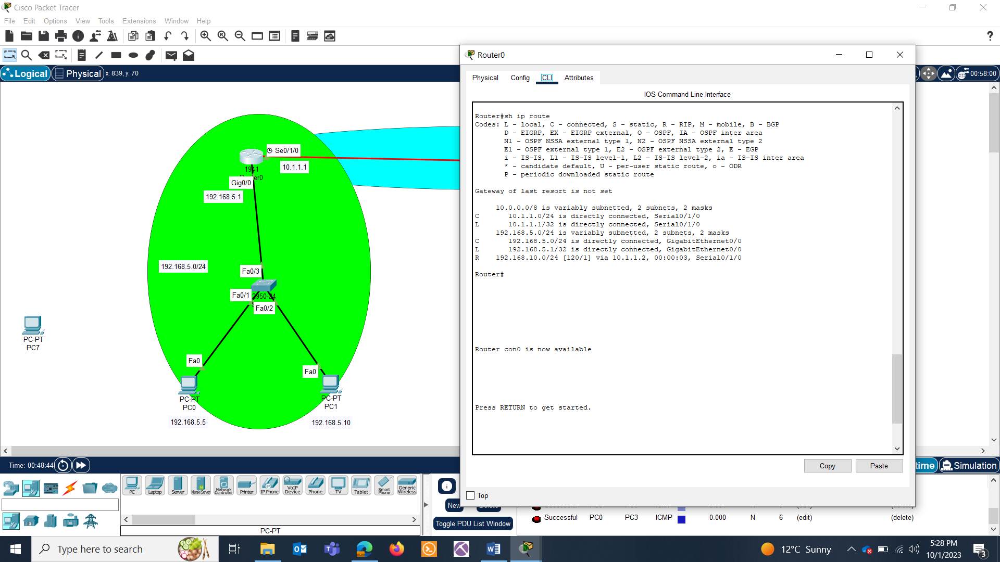 Cisco Packet Tracer
File Edit Options View Tools Extensions Window Help
Logical Physical x: 839, y: 70
00:58:00
Se0/1/0
10.1.1.1
1941
Gig0/0
192.168.5.1
192.168.5.0/24
Fa0/3
Fa0/1
2950-24
Fa0/2
PC-PT
PC7
Fa0
Fa0
PC-PT
PC0
192.168.5.5
PC-PT
PC1
192.168.5.10
Router0
Physical Config CLI Attributes
IOS Command Line Interface
Router#sh ip route
Codes: L - local, C - connected, S - static, R - RIP, M - mobile, B - BGP
D - EIGRP, EX - EIGRP external, O - OSPF, IA - OSPF inter area
N1 - OSPF NSSA external type 1, N2 - OSPF NSSA external type 2
E1 - OSPF external type 1, E2 - OSPF external type 2, E - EGP
i - IS-IS, L1 - IS-IS level-1, L2 - IS-IS level-2, ia - IS-IS inter area
* - candidate default, U - per-user static route, o - ODR
P - periodic downloaded static route
Gateway of last resort is not set
10.0.0.0/8 is variably subnetted, 2 subnets, 2 masks
C 10.1.1.0/24 is directly connected, Serial0/1/0
L 10.1.1.1/32 is directly connected, Serial0/1/0
192.168.5.0/24 is variably subnetted, 2 subnets, 2 masks
C 192.168.5.0/24 is directly connected, GigabitEthernet0/0
L 192.168.5.1/32 is directly connected, GigabitEthernet0/0
R 192.168.10.0/24 [120/1] via 10.1.1.2, 00:00:03, Serial0/1/0
Router#
Router con0 is now available
Press RETURN to get started.
Copy Paste
Top
Time: 00:48:44
time Simulation
PC Laptop Server Meraki Server Network Controller Printer IP Phone VoIP Device Phone TV Tablet Smart Phone Generic Wireless
PC-PT
New
Toggle PDU List Window
Successful PC0 PC3 ICMP 0.000 N 6 (edit) (delete)
Type here to search
12°C Sunny
5:28 PM
10/1/2023
3